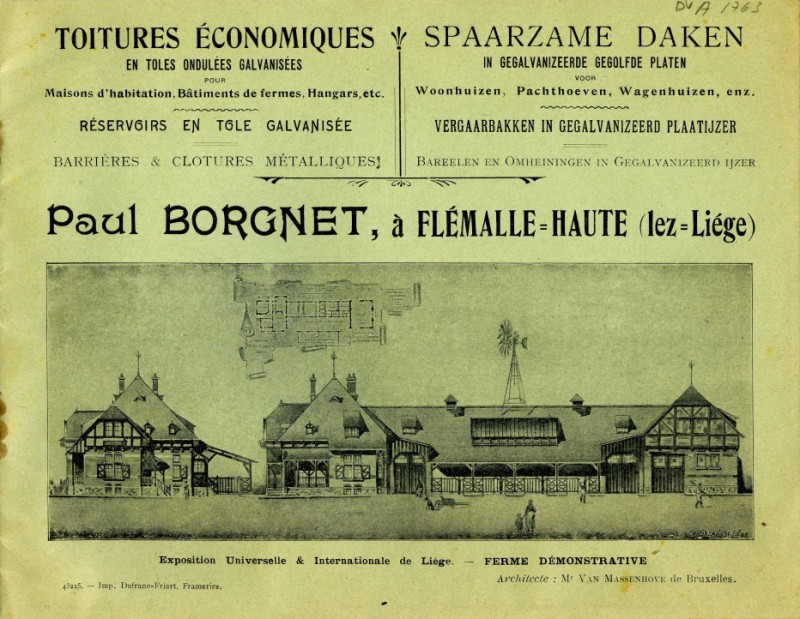 DvA 1763
TOITURES ÉCONOMIQUES
EN TOLES ONDULÉES GALVANISÉES
POUR
Maisons d'habitation, Bâtiments de fermes, Hangars, etc.
RÉSERVOIRS EN TOLE GALVANISÉE
BARRIÈRES & CLOTURES MÉTALLIQUES
SPAARZAME DAKEN
IN GEGALVANIZEERDE GEGOLFDE PLATEN
VOOR
Woonhuizen, Pachthoeven, Wagenhuizen, enz.
VERGAARBAKKEN IN GEGALVANIZEERD PLAATIJZER
BAREELEN EN OMHEININGEN IN GEGALVANIZEERD IJZER
Paul BORGNET, à FLÉMALLE=HAUTE (lez=Liége)
Exposition Universelle & Internationale de Liége. — FERME DÉMONSTRATIVE
Architecte : Mr VAN MASSENHOVE de Bruxelles.
43225. — Imp. Dufrane-Friart, Frameries.